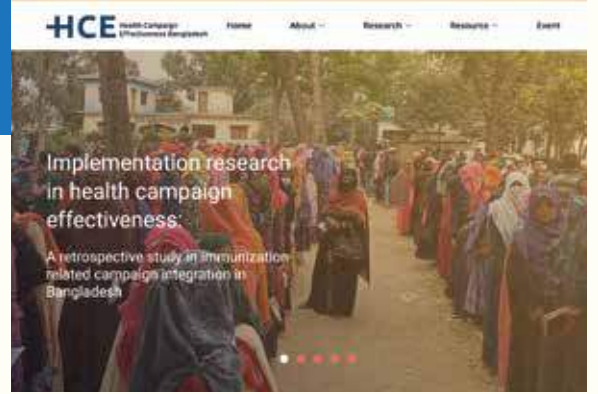 HCE Health Campaign
Effectiveness Bangladesh
Home About Research Resource Event
Implementation research
in health campaign
effectiveness:
A retrospective study in immunization
related campaign integration in
Bangladesh